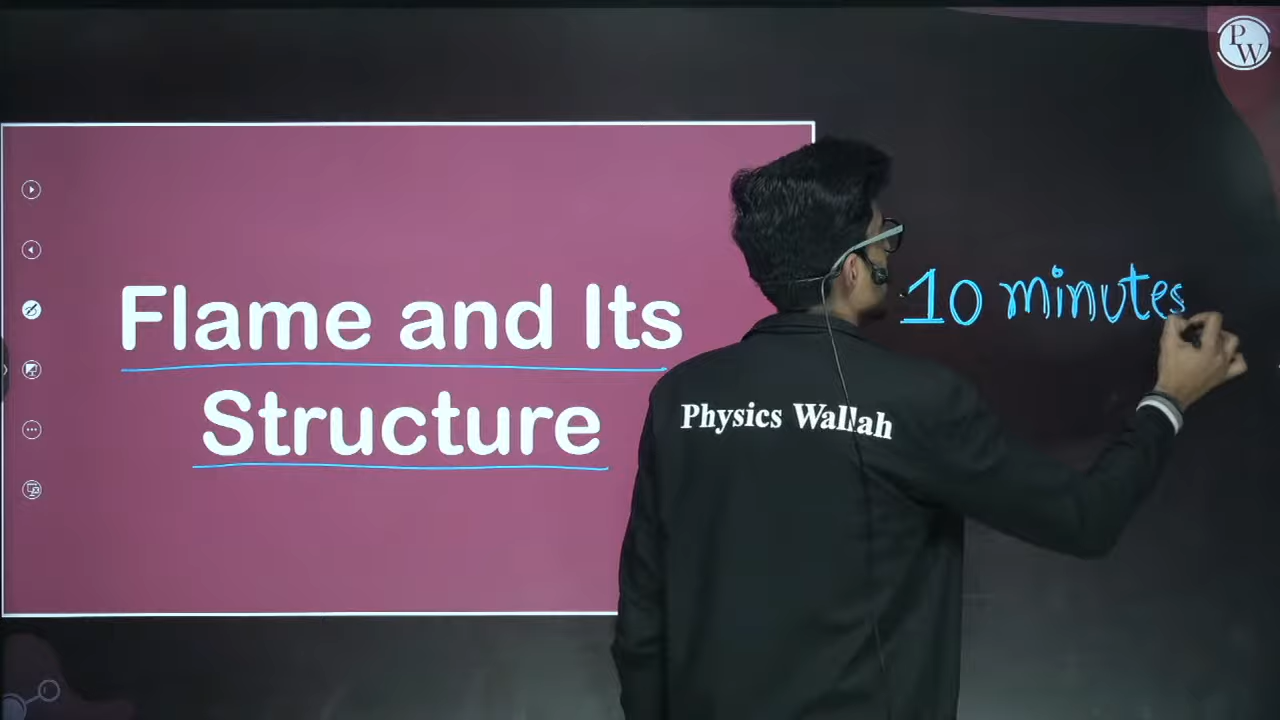 PW
Flame and Its
Structure
10 minutes
Physics Wallah